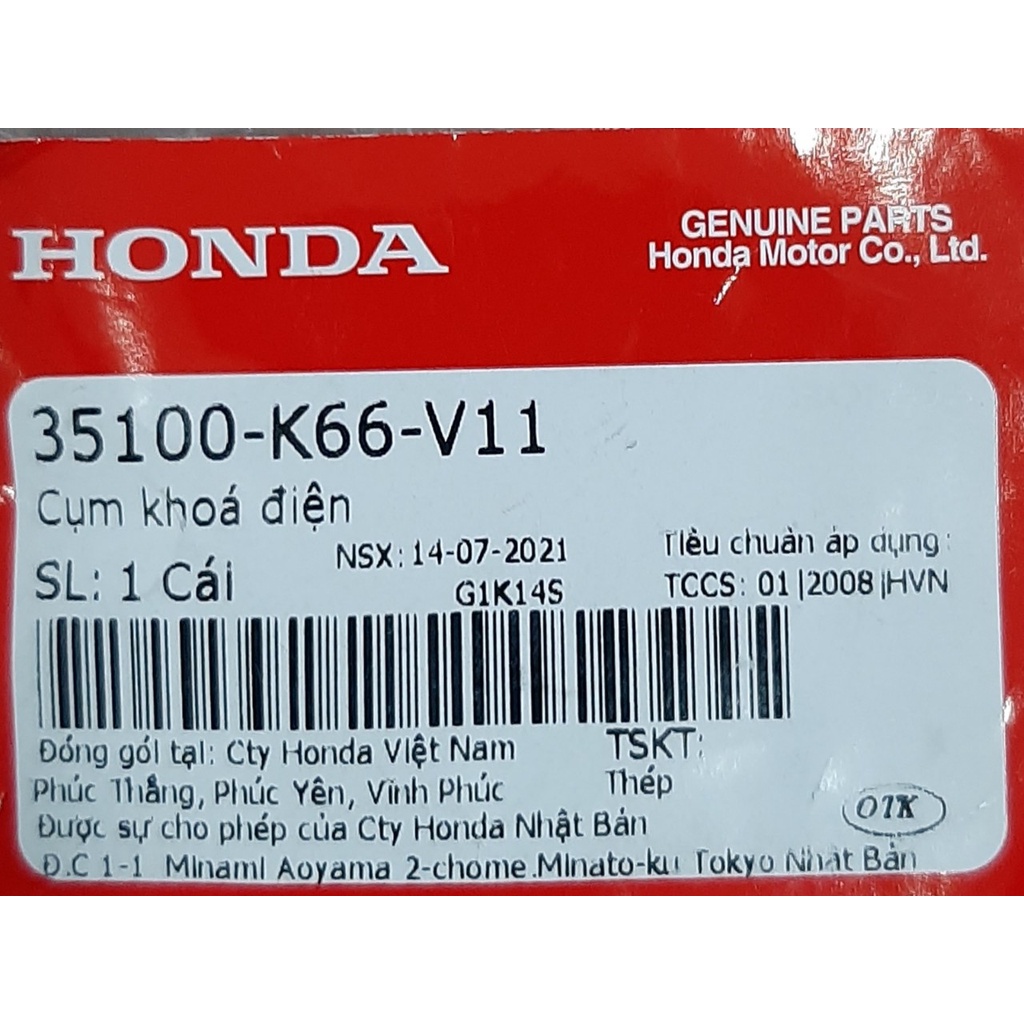 HONDA
GENUINE PARTS
Honda Motor Co., Ltd.
35100-K66-V11
Cụm khoá điện
SL: 1 Cái
NSX: 14-07-2021
G1K14S
Tiêu chuẩn áp dụng:
TCCS: 01|2008|HVN
Đóng gói tại: Cty Honda Việt Nam
Phúc Thắng, Phúc Yên, Vĩnh Phúc
Được sự cho phép của Cty Honda Nhật Bản
Đ.C 1-1 Minami Aoyama 2-chome.Minato-ku Tokyo Nhật Bản
TSKT:
Thép
OTK